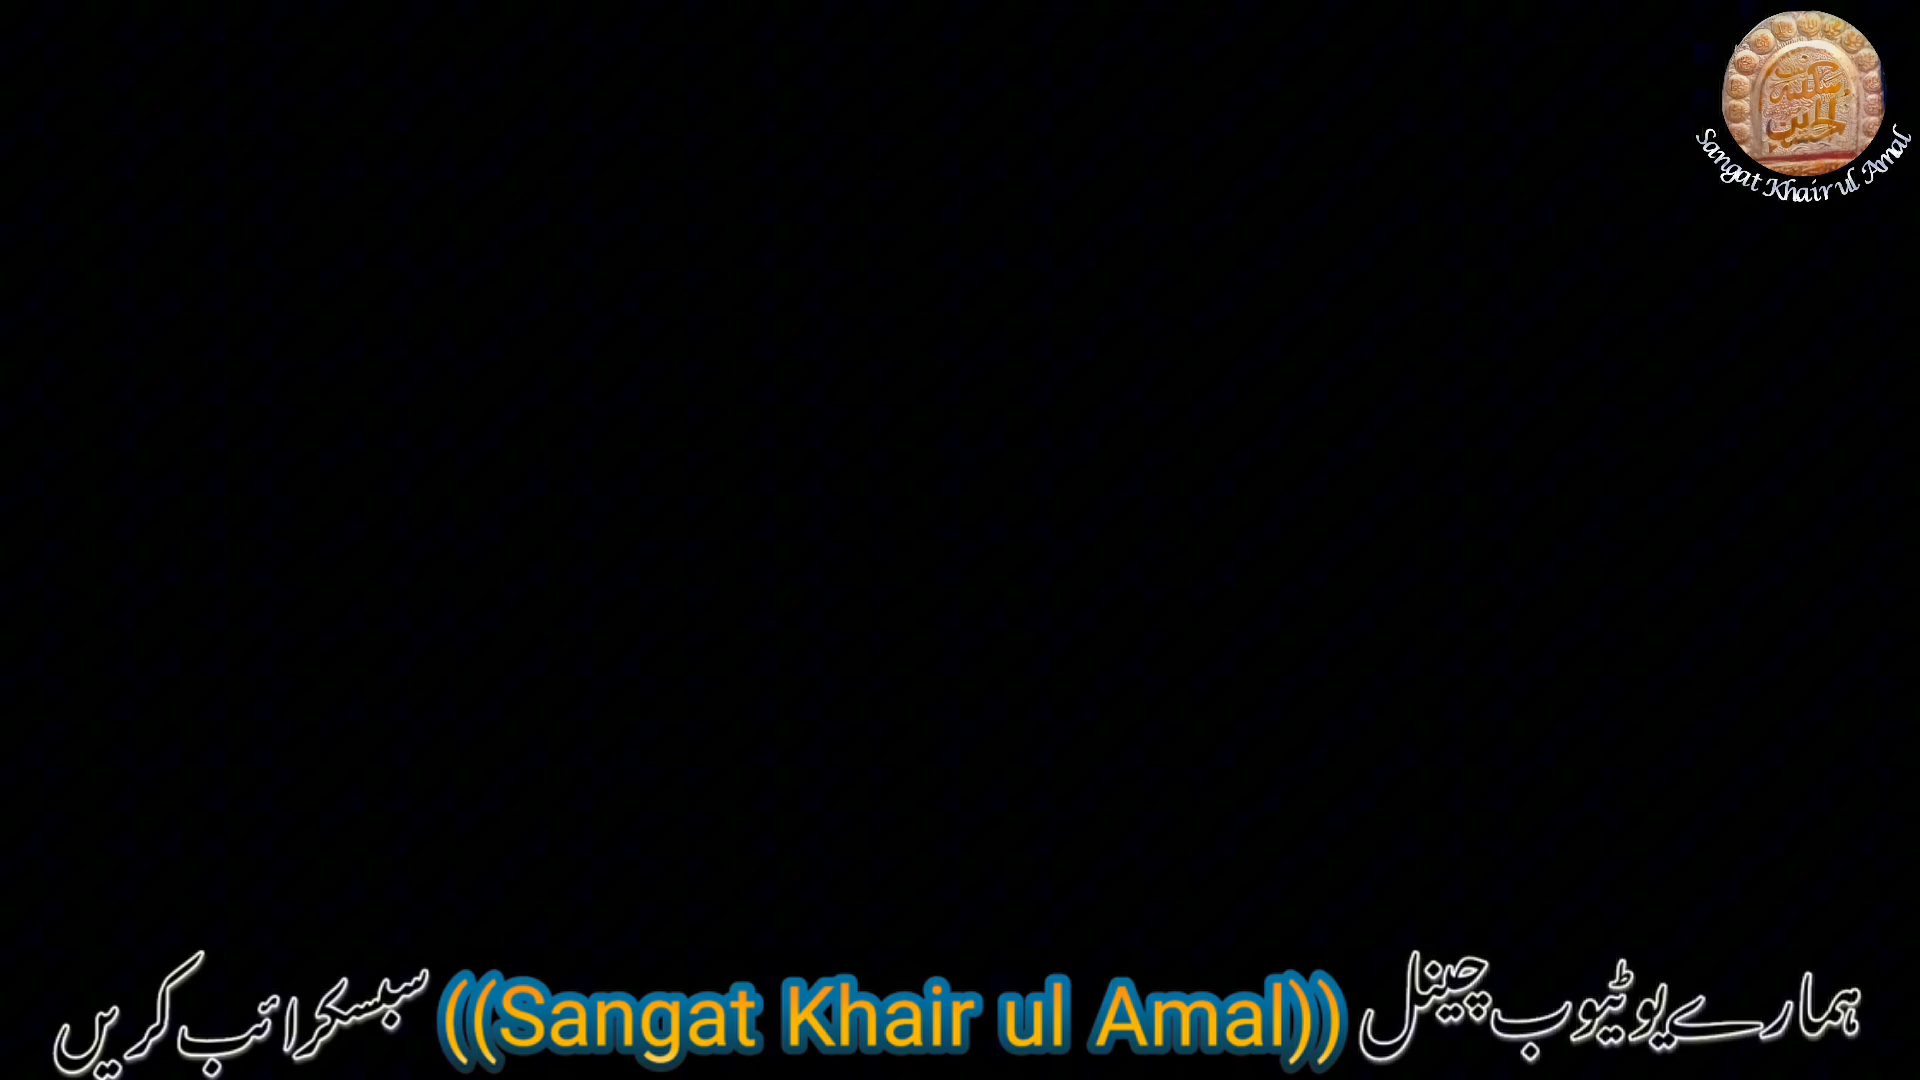 Sangat Khair ul Amal
ہمارے یوٹیوب چینل ((Sangat Khair ul Amal)) سبسکرائب کریں